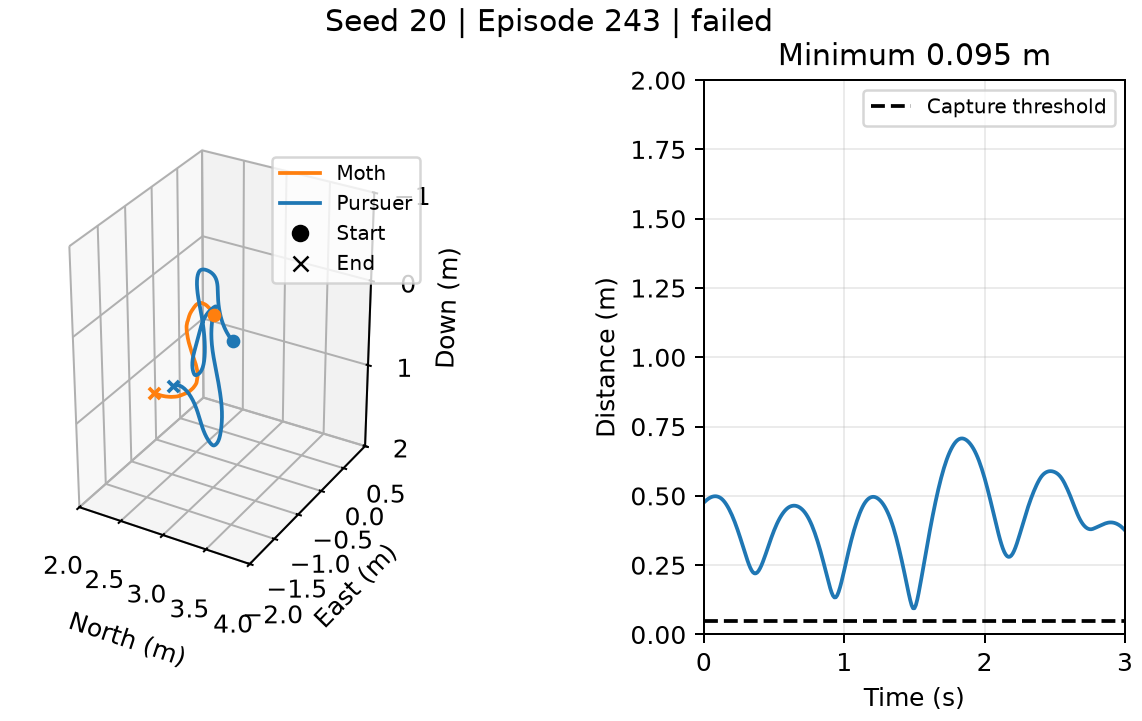 Seed 20 | Episode 243 | failed
Moth
Pursuer
Start
End
−1
0
1
2
Down (m)
0.5
0.0
−0.5
−1.0
−1.5
−2.0
East (m)
2.0
2.5
3.0
3.5
4.0
North (m)
Minimum 0.095 m
Capture threshold
2.00
1.75
1.50
1.25
1.00
0.75
0.50
0.25
0.00
Distance (m)
0
1
2
3
Time (s)